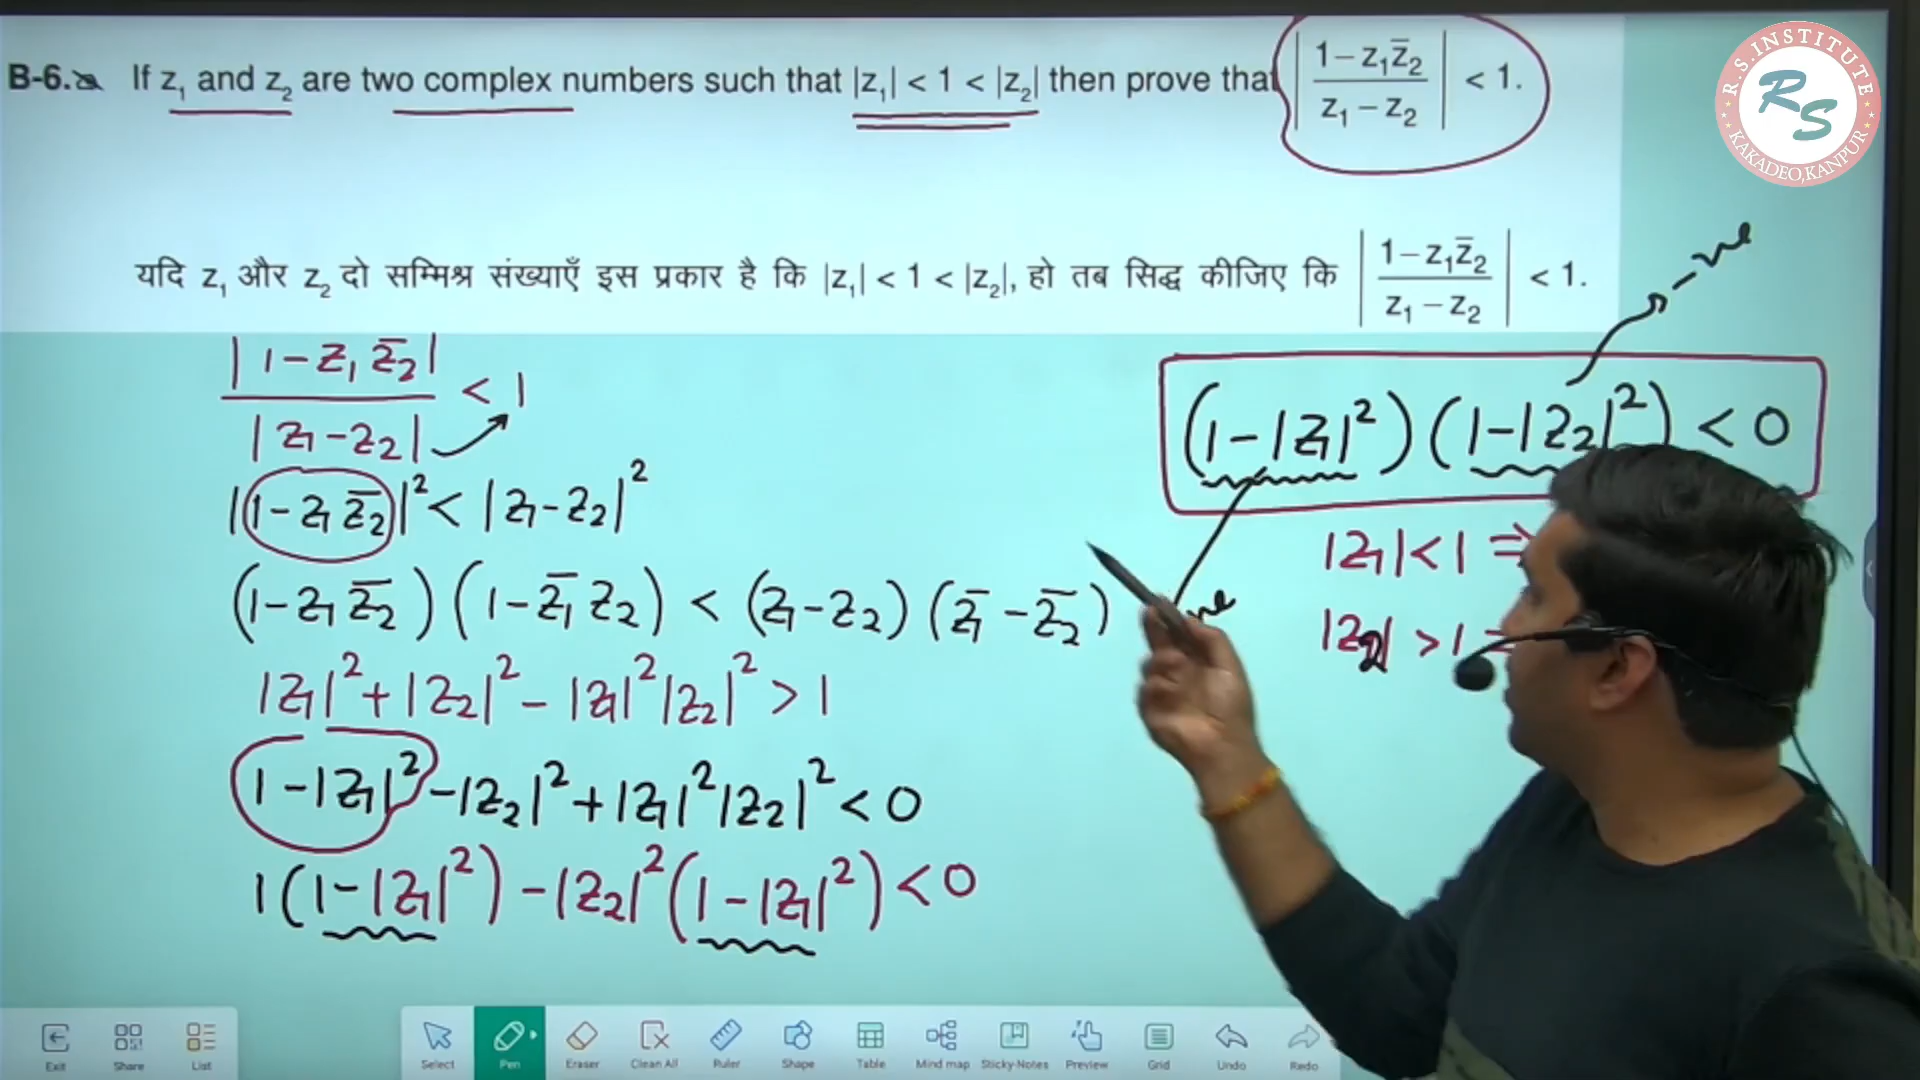 B-6. If z₁ and z₂ are two complex numbers such that |z₁| < 1 < |z₂| then prove that |(1 − z₁z̄₂)/(z₁ − z₂)| < 1.
यदि z₁ और z₂ दो सम्मिश्र संख्याएँ इस प्रकार है कि |z₁| < 1 < |z₂|, हो तब सिद्ध कीजिए कि |(1 − z₁z̄₂)/(z₁ − z₂)| < 1.
|1 − z₁z̄₂| / |z₁ − z₂| < 1
|1 − z₁z̄₂|² < |z₁ − z₂|²
(1 − z₁z̄₂)(1 − z̄₁z₂) < (z₁ − z₂)(z̄₁ − z̄₂)
|z₁|² + |z₂|² − |z₁|²|z₂|² > 1
1 − |z₁|² − |z₂|² + |z₁|²|z₂|² < 0
1(1 − |z₁|²) − |z₂|²(1 − |z₁|²) < 0
−ve
(1 − |z₁|²)(1 − |z₂|²) < 0
ve
|z₁| < 1 ⇒
|z₂| > 1
R.S.INSTITUTE
RS
KAKADEO,KANPUR
Exit Share List Select Pen Eraser Clean All Ruler Shape Table Mind map Sticky-Notes Preview Grid Undo Redo